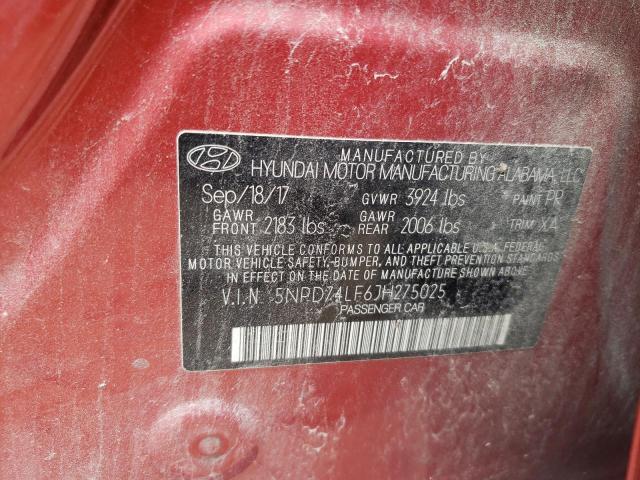 MANUFACTURED BY
HYUNDAI MOTOR MANUFACTURING ALABAMA, LLC
Sep/18/17 GVWR 3924 lbs PAINT PR
GAWR FRONT 2183 lbs GAWR REAR 2006 lbs TRIM XA
THIS VEHICLE CONFORMS TO ALL APPLICABLE U.S.A. FEDERAL
MOTOR VEHICLE SAFETY, BUMPER, AND THEFT PREVENTION STANDARDS
IN EFFECT ON THE DATE OF MANUFACTURE SHOWN ABOVE.
V.I.N 5NPD74LF6JH275025
PASSENGER CAR